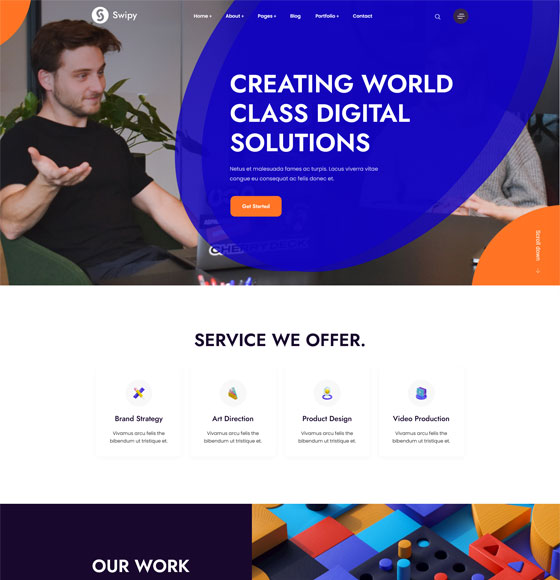 Swipy
Home + About + Pages + Blog Portfolio + Contact
CREATING WORLD
CLASS DIGITAL
SOLUTIONS
Netus et malesuada fames ac turpis. Lacus viverra vitae
congue eu consequat ac felis donec et.
Get Started
CHERRY DECK
Scroll down
SERVICE WE OFFER.
Brand Strategy
Vivamus arcu felis the
bibendum ut tristique et.
Art Direction
Vivamus arcu felis the
bibendum ut tristique et.
Product Design
Vivamus arcu felis the
bibendum ut tristique et.
Video Production
Vivamus arcu felis the
bibendum ut tristique et.
OUR WORK